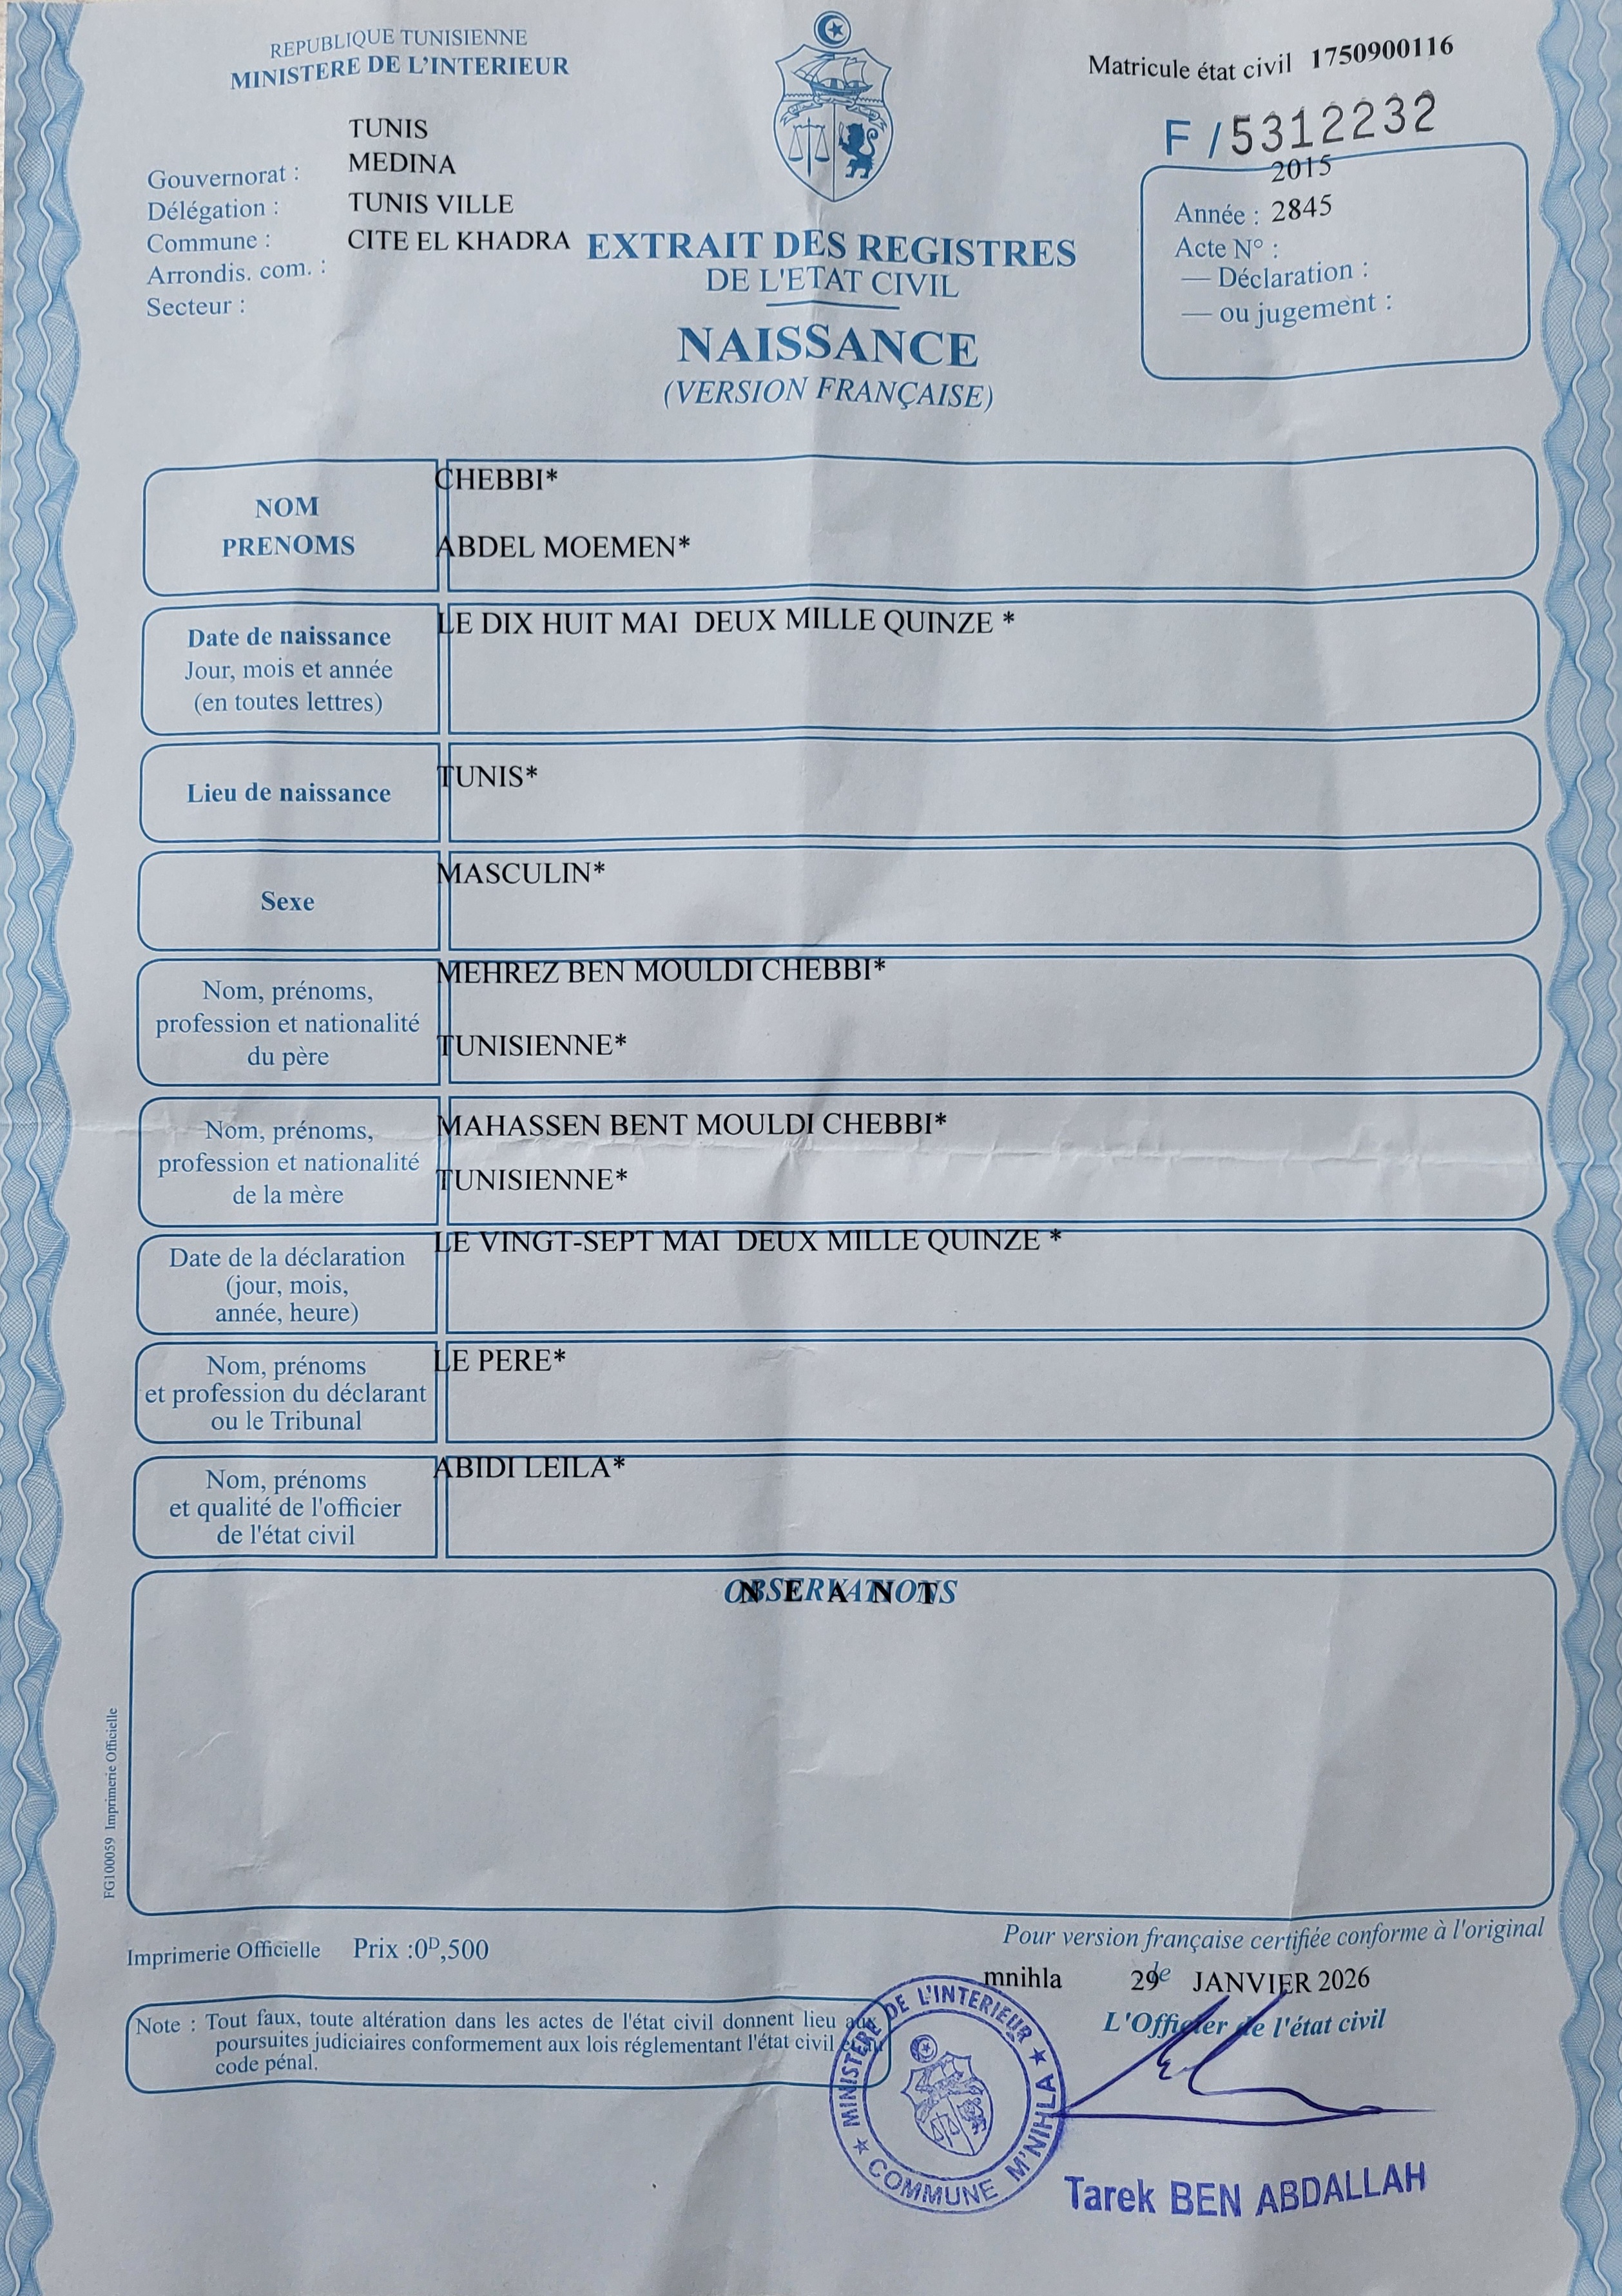 REPUBLIQUE TUNISIENNE
MINISTERE DE L'INTERIEUR
Matricule état civil 1750900116
F / 5312232
TUNIS
Gouvernorat : MEDINA
Délégation : TUNIS VILLE
Commune : CITE EL KHADRA
Arrondis. com. :
Secteur :
EXTRAIT DES REGISTRES
DE L'ETAT CIVIL
NAISSANCE
(VERSION FRANÇAISE)
2015
Année : 2845
Acte N° :
— Déclaration :
— ou jugement :
NOM
PRENOMS
CHEBBI*
ABDEL MOEMEN*
Date de naissance
Jour, mois et année
(en toutes lettres)
LE DIX HUIT MAI DEUX MILLE QUINZE *
Lieu de naissance
TUNIS*
Sexe
MASCULIN*
Nom, prénoms,
profession et nationalité
du père
MEHREZ BEN MOULDI CHEBBI*
TUNISIENNE*
Nom, prénoms,
profession et nationalité
de la mère
MAHASSEN BENT MOULDI CHEBBI*
TUNISIENNE*
Date de la déclaration
(jour, mois,
année, heure)
LE VINGT-SEPT MAI DEUX MILLE QUINZE *
Nom, prénoms
et profession du déclarant
ou le Tribunal
LE PERE*
Nom, prénoms
et qualité de l'officier
de l'état civil
ABIDI LEILA*
OBSERVATIONS
N E A N T
FG100059 Imprimerie Officielle
Imprimerie Officielle Prix :0D,500
Pour version française certifiée conforme à l'original
mnihla le 29 JANVIER 2026
L'Officier de l'état civil
Note : Tout faux, toute altération dans les actes de l'état civil donnent lieu aux
poursuites judiciaires conformement aux lois réglementant l'état civil
code pénal.
MINISTERE DE L'INTERIEUR
COMMUNE M'NIHLA
Tarek BEN ABDALLAH